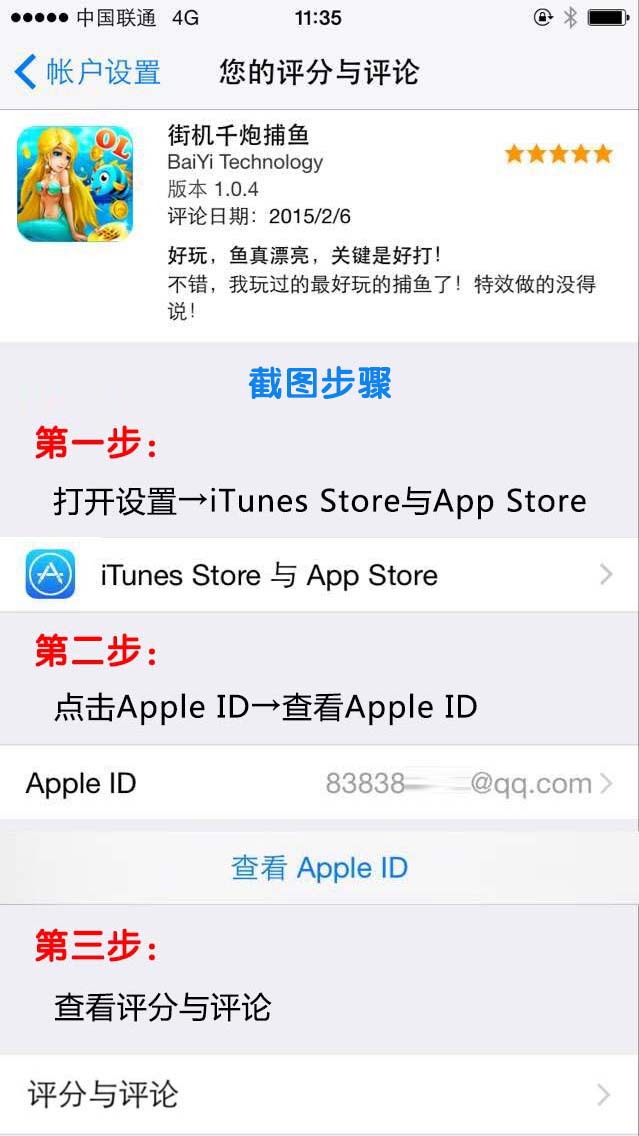 中国联通 4G 11:35
帐户设置 您的评分与评论
OL
街机千炮捕鱼
BaiYi Technology
版本 1.0.4
评论日期：2015/2/6
好玩，鱼真漂亮，关键是好打！
不错，我玩过的最好玩的捕鱼了！特效做的没得
说！
截图步骤
第一步：
打开设置→iTunes Store与App Store
iTunes Store 与 App Store
第二步：
点击Apple ID→查看Apple ID
Apple ID 83838 @qq.com
查看 Apple ID
第三步：
查看评分与评论
评分与评论